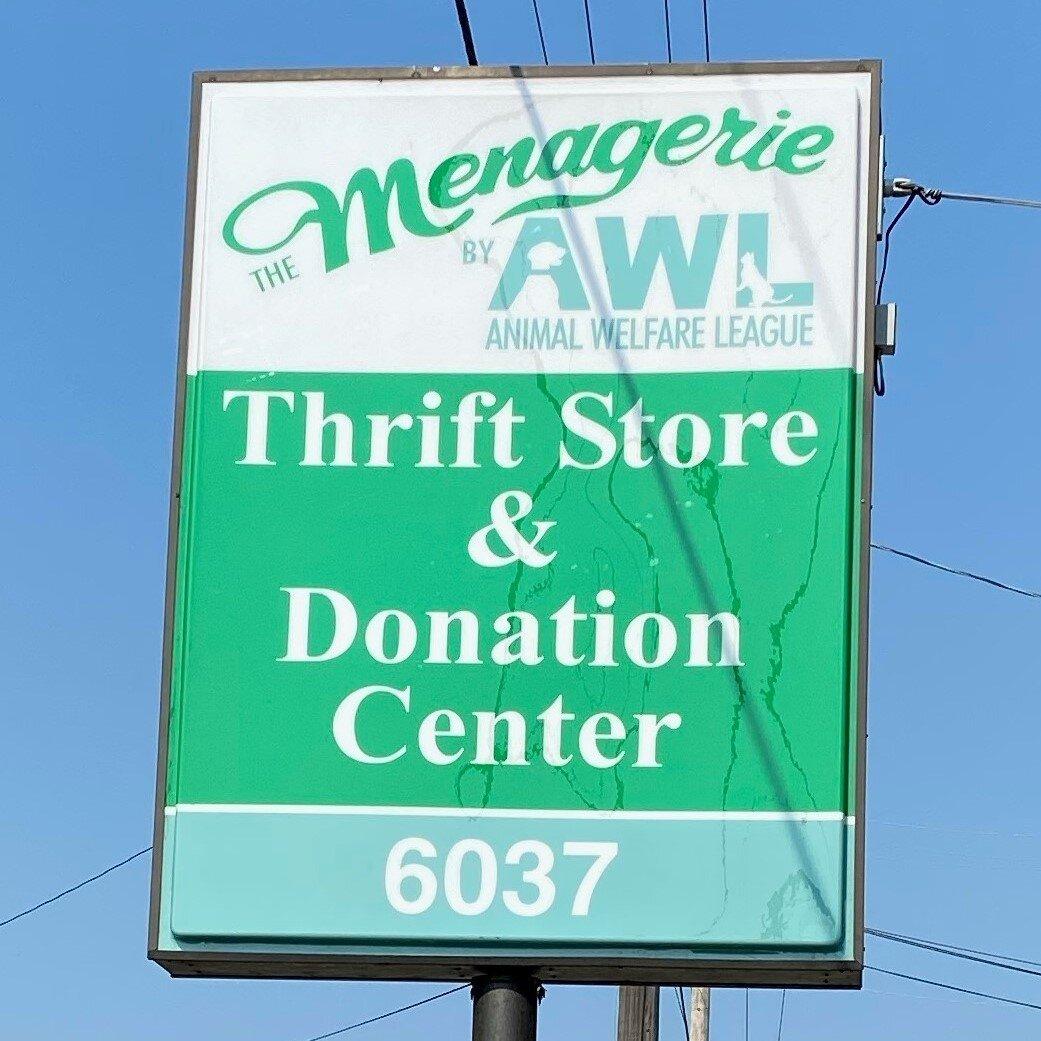 THE Menagerie
BY AWL
ANIMAL WELFARE LEAGUE
Thrift Store
&
Donation
Center
6037